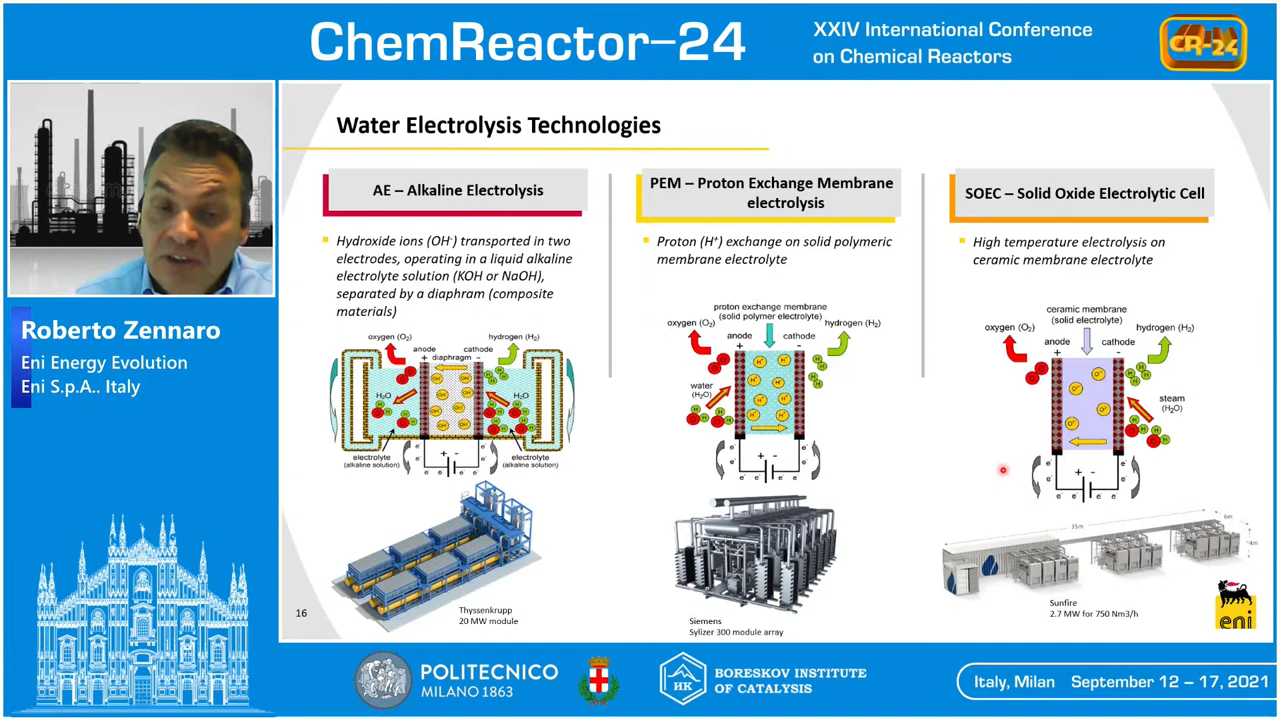 ChemReactor–24
XXIV International Conference
on Chemical Reactors
CR-24
Water Electrolysis Technologies
AE – Alkaline Electrolysis
Hydroxide ions (OH-) transported in two
electrodes, operating in a liquid alkaline
electrolyte solution (KOH or NaOH),
separated by a diaphram (composite
materials)
oxygen (O2)
hydrogen (H2)
anode
cathode
+
diaphragm
-
H2O
H2O
electrolyte
(alkaline solution)
electrolyte
(alkaline solution)
Thyssenkrupp
20 MW module
PEM – Proton Exchange Membrane
electrolysis
Proton (H+) exchange on solid polymeric
membrane electrolyte
proton exchange membrane
(solid polymer electrolyte)
oxygen (O2)
hydrogen (H2)
anode
cathode
+
-
water
(H2O)
Siemens
Sylizer 300 module array
SOEC – Solid Oxide Electrolytic Cell
High temperature electrolysis on
ceramic membrane electrolyte
ceramic membrane
(solid electrolyte)
oxygen (O2)
hydrogen (H2)
anode
cathode
+
-
steam
(H2O)
35m
6m
Sunfire
2.7 MW for 750 Nm3/h
16
eni
Roberto Zennaro
Eni Energy Evolution
Eni S.p.A.. Italy
POLITECNICO
MILANO 1863
НК
BORESKOV INSTITUTE
OF CATALYSIS
Italy, Milan September 12 – 17, 2021